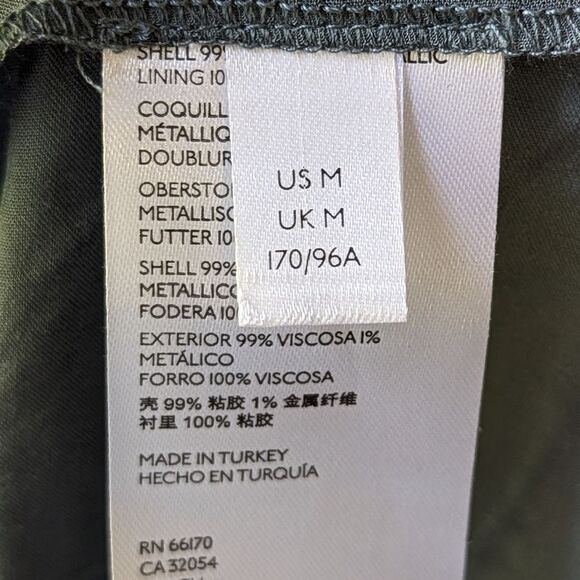 SHELL 99%
LINING 10
COQUILL
MÉTALLIQ
DOUBLUR
OBERSTO
METALLISC
FUTTER 10
SHELL 99%
METALLICO
FODERA 10
EXTERIOR 99% VISCOSA 1%
METÁLICO
FORRO 100% VISCOSA
壳 99% 粘胶 1% 金属纤维
衬里 100% 粘胶
MADE IN TURKEY
HECHO EN TURQUÍA
RN 66170
CA 32054
US M
UK M
170/96A